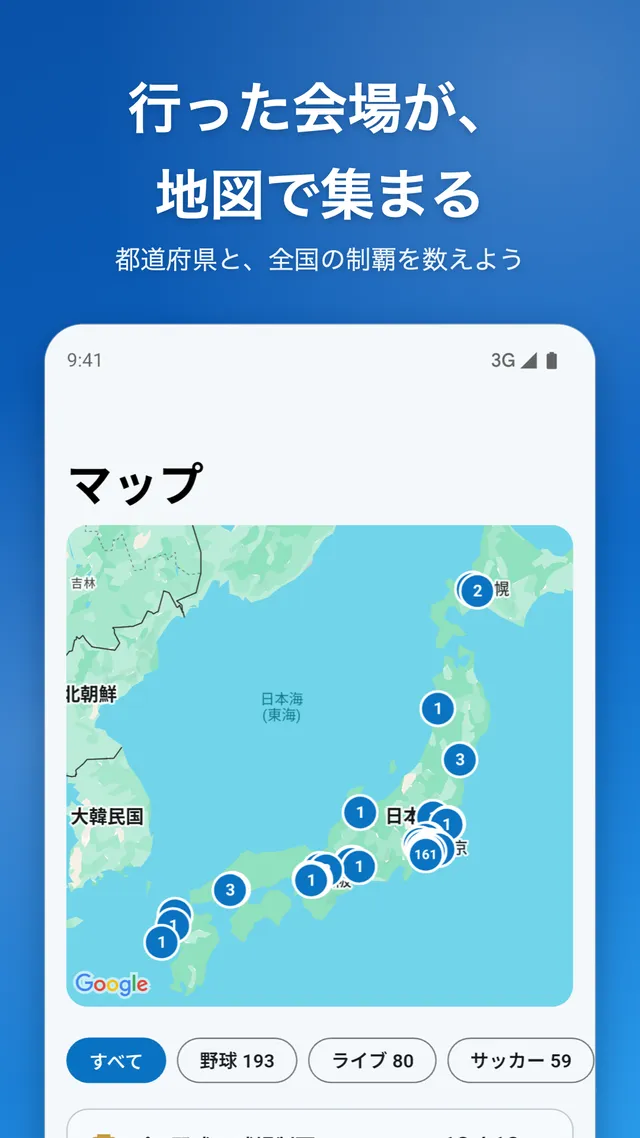 行った会場が、
地図で集まる
都道府県と、全国の制覇を数えよう
9:41
3G
マップ
吉林
2
幌
北朝鮮
日本海
(東海)
1
3
大韓民国
1
日本
1
161
京
1
1
3
1
1
Google
すべて
野球 193
ライブ 80
サッカー 59